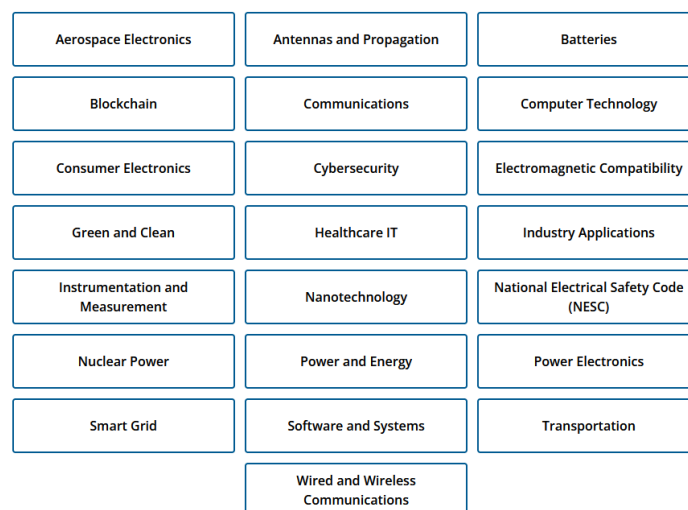 Aerospace Electronics
Antennas and Propagation
Batteries
Blockchain
Communications
Computer Technology
Consumer Electronics
Cybersecurity
Electromagnetic Compatibility
Green and Clean
Healthcare IT
Industry Applications
Instrumentation and
Measurement
Nanotechnology
National Electrical Safety Code
(NESC)
Nuclear Power
Power and Energy
Power Electronics
Smart Grid
Software and Systems
Transportation
Wired and Wireless
Communications